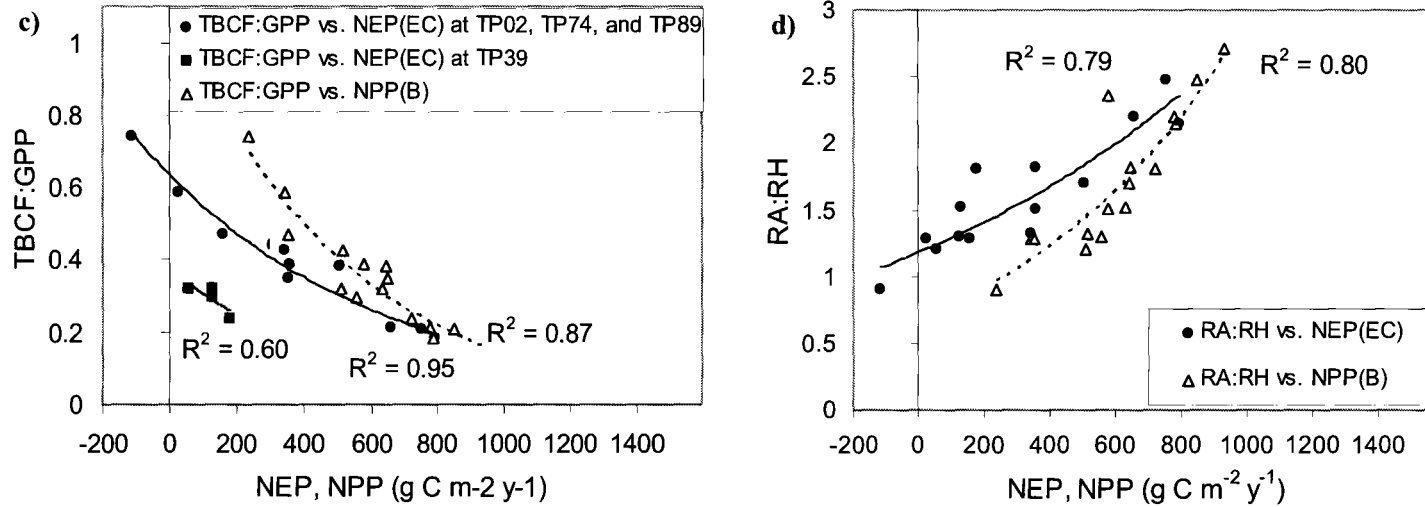 c)
TBCF:GPP vs. NEP(EC) at TP02, TP74, and TP89
TBCF:GPP vs. NEP(EC) at TP39
TBCF:GPP vs. NPP(B)
1
0.8
0.6
0.4
0.2
0
TBCF:GPP
R² = 0.60
R² = 0.95
R² = 0.87
-200 0 200 400 600 800 1000 1200 1400
NEP, NPP (g C m-2 y-1)
d)
3
2.5
2
1.5
1
0.5
0
RA:RH
R² = 0.79
R² = 0.80
RA:RH vs. NEP(EC)
RA:RH vs. NPP(B)
-200 0 200 400 600 800 1000 1200 1400
NEP, NPP (g C m⁻² y⁻¹)